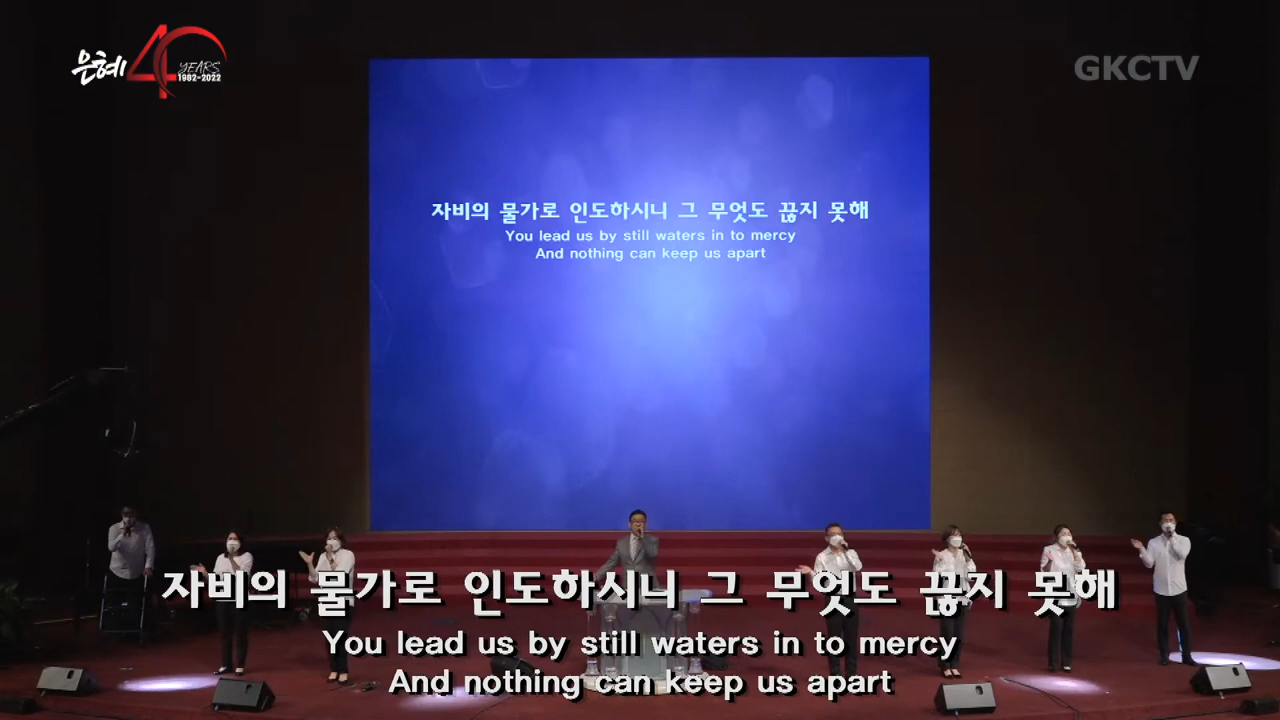 은혜 40 YEARS
1982-2022
GKCTV
자비의 물가로 인도하시니 그 무엇도 끊지 못해
You lead us by still waters in to mercy
And nothing can keep us apart
자비의 물가로 인도하시니 그 무엇도 끊지 못해
You lead us by still waters in to mercy
And nothing can keep us apart